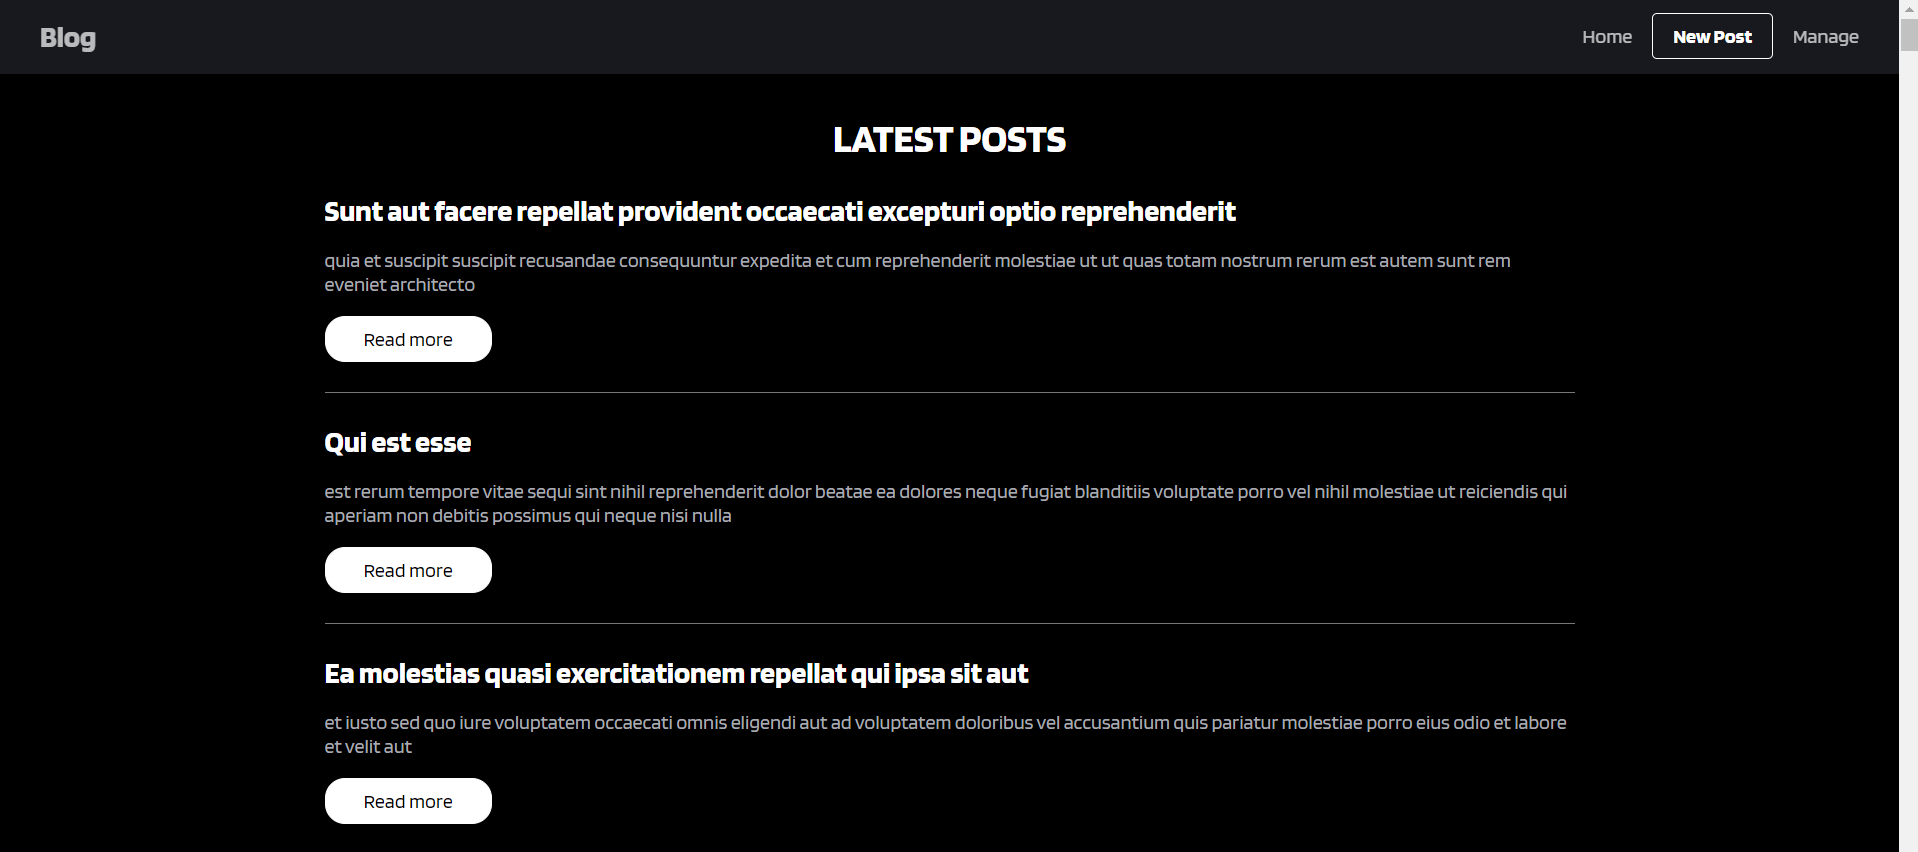 Blog
Home
New Post
Manage
LATEST POSTS
Sunt aut facere repellat provident occaecati excepturi optio reprehenderit
quia et suscipit suscipit recusandae consequuntur expedita et cum reprehenderit molestiae ut ut quas totam nostrum rerum est autem sunt rem
eveniet architecto
Read more
Qui est esse
est rerum tempore vitae sequi sint nihil reprehenderit dolor beatae ea dolores neque fugiat blanditiis voluptate porro vel nihil molestiae ut reiciendis qui
aperiam non debitis possimus qui neque nisi nulla
Read more
Ea molestias quasi exercitationem repellat qui ipsa sit aut
et iusto sed quo iure voluptatem occaecati omnis eligendi aut ad voluptatem doloribus vel accusantium quis pariatur molestiae porro eius odio et labore
et velit aut
Read more